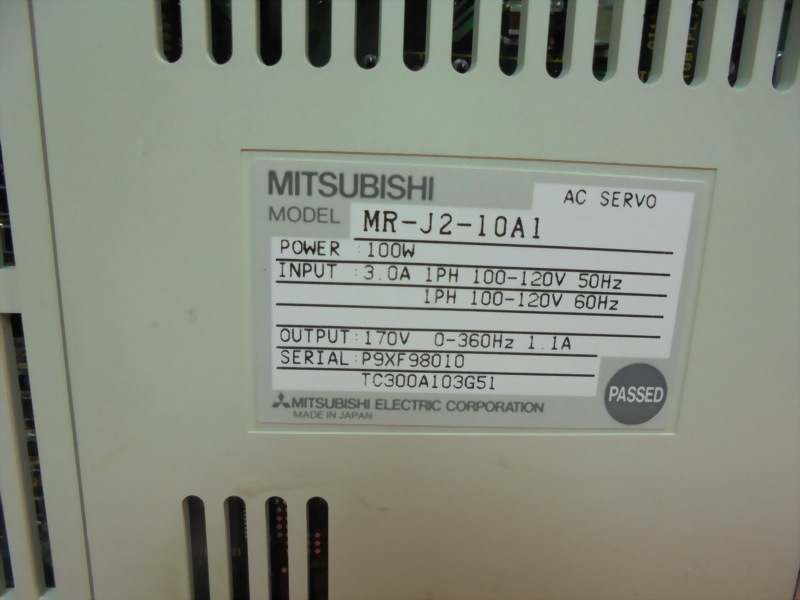 MITSUBISHI
AC SERVO
MODEL MR-J2-10A1
POWER :100W
INPUT :3.0A 1PH 100-120V 50Hz
1PH 100-120V 60Hz
OUTPUT:170V 0-360Hz 1.1A
SERIAL:P9XF98010
TC300A103G51
PASSED
MITSUBISHI ELECTRIC CORPORATION
MADE IN JAPAN